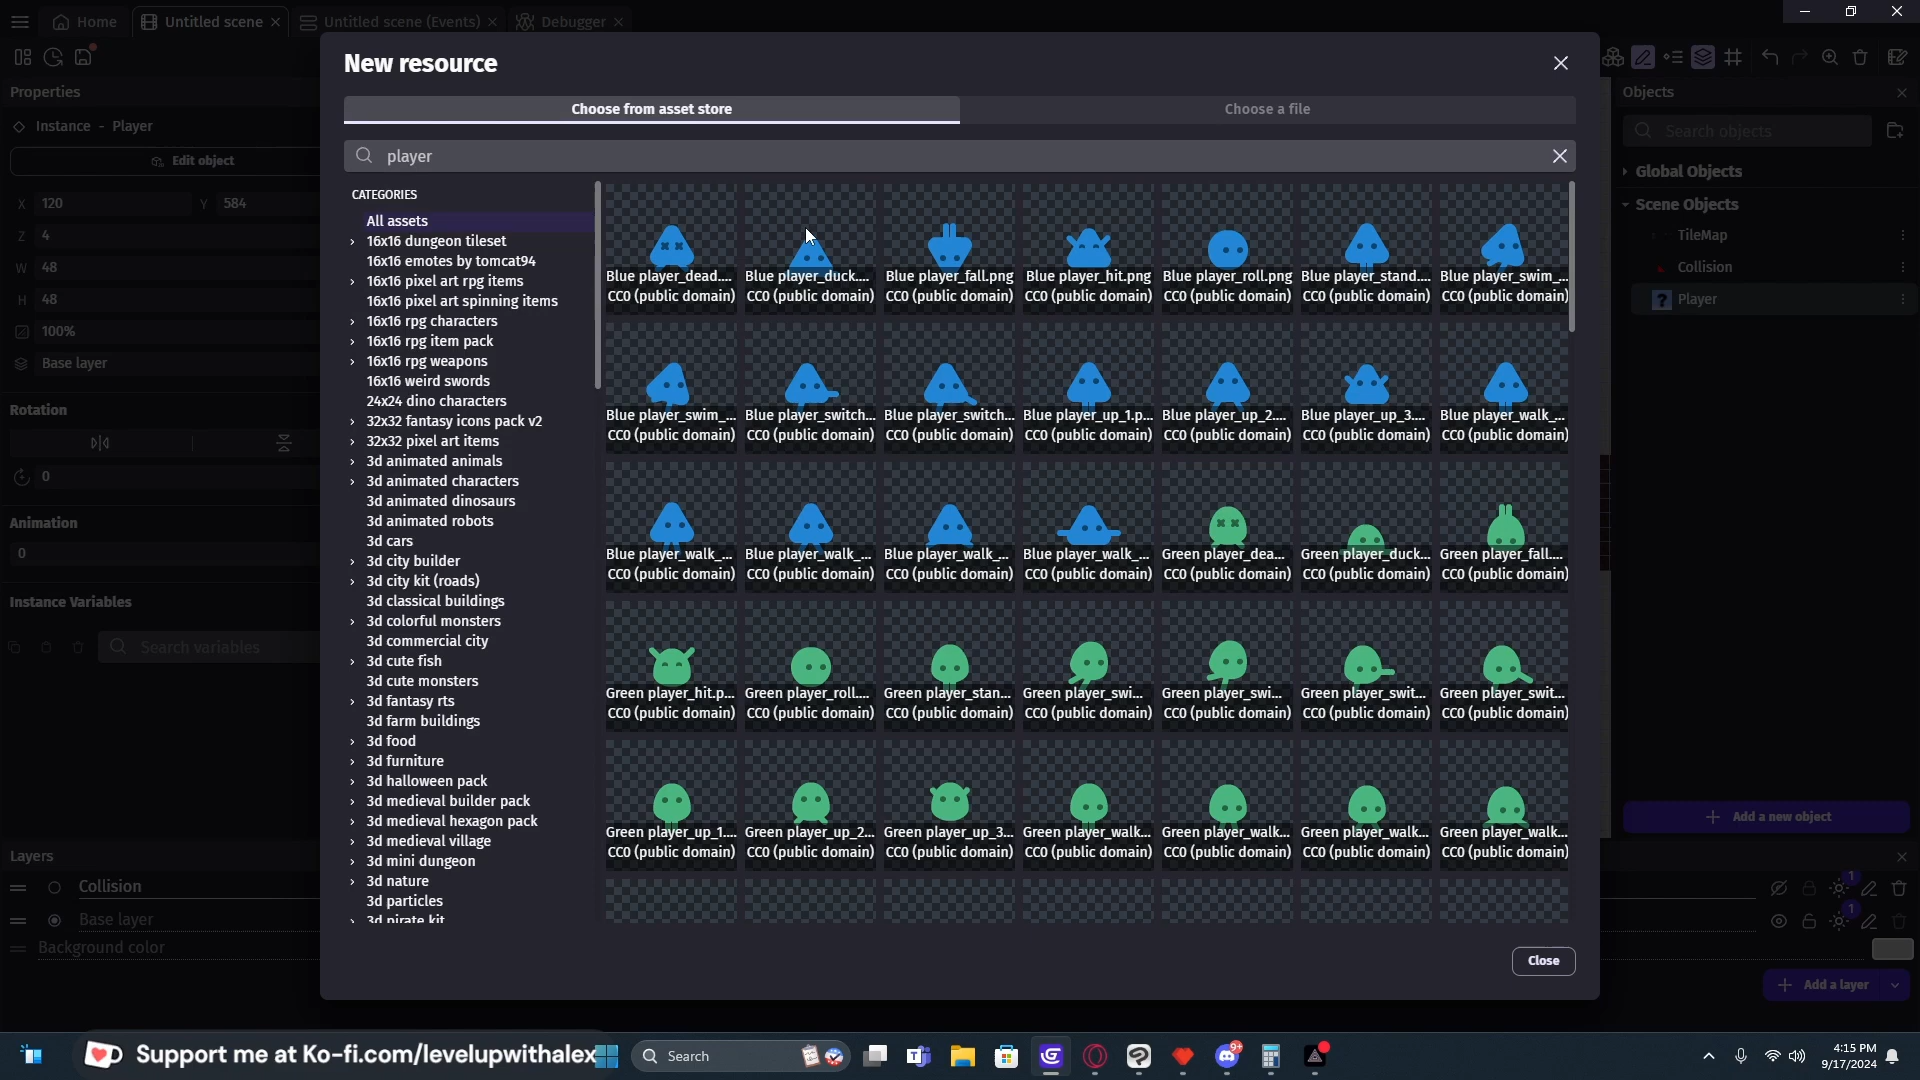 Home
Untitled scene
Untitled scene (Events)
Debugger
Properties
Instance - Player
Edit object
X 120 Y 584
Z 4
W 48
H 48
100%
Base layer
Rotation
0
Animation
0
Instance Variables
Search variables
Layers
Collision
Base layer
Background color
New resource
Choose from asset store
Choose a file
player
CATEGORIES
All assets
16x16 dungeon tileset
16x16 emotes by tomcat94
16x16 pixel art rpg items
16x16 pixel art spinning items
16x16 rpg characters
16x16 rpg item pack
16x16 rpg weapons
16x16 weird swords
24x24 dino characters
32x32 fantasy icons pack v2
32x32 pixel art items
3d animated animals
3d animated characters
3d animated dinosaurs
3d animated robots
3d cars
3d city builder
3d city kit (roads)
3d classical buildings
3d colorful monsters
3d commercial city
3d cute fish
3d cute monsters
3d fantasy rts
3d farm buildings
3d food
3d furniture
3d halloween pack
3d medieval builder pack
3d medieval hexagon pack
3d medieval village
3d mini dungeon
3d nature
3d particles
3d pirate kit
Blue player_dead.... Blue player_duck.... Blue player_fall.png Blue player_hit.png Blue player_roll.png Blue player_stand.... Blue player_swim_...
CC0 (public domain) CC0 (public domain) CC0 (public domain) CC0 (public domain) CC0 (public domain) CC0 (public domain) CC0 (public domain)
Blue player_swim_... Blue player_switch... Blue player_switch... Blue player_up_1.p... Blue player_up_2.... Blue player_up_3.... Blue player_walk_...
CC0 (public domain) CC0 (public domain) CC0 (public domain) CC0 (public domain) CC0 (public domain) CC0 (public domain) CC0 (public domain)
Blue player_walk_... Blue player_walk_... Blue player_walk_... Blue player_walk_... Green player_dea... Green player_duck... Green player_fall....
CC0 (public domain) CC0 (public domain) CC0 (public domain) CC0 (public domain) CC0 (public domain) CC0 (public domain) CC0 (public domain)
Green player_hit.p... Green player_roll.... Green player_stan... Green player_swi... Green player_swi... Green player_swit... Green player_swit...
CC0 (public domain) CC0 (public domain) CC0 (public domain) CC0 (public domain) CC0 (public domain) CC0 (public domain) CC0 (public domain)
Green player_up_1.... Green player_up_2... Green player_up_3... Green player_walk... Green player_walk... Green player_walk... Green player_walk...
CC0 (public domain) CC0 (public domain) CC0 (public domain) CC0 (public domain) CC0 (public domain) CC0 (public domain) CC0 (public domain)
Close
Objects
Search objects
Global Objects
Scene Objects
TileMap
Collision
Player
Add a new object
1
1
Add a layer
Support me at Ko-fi.com/levelupwithalex
Search
9+
4:15 PM
9/17/2024